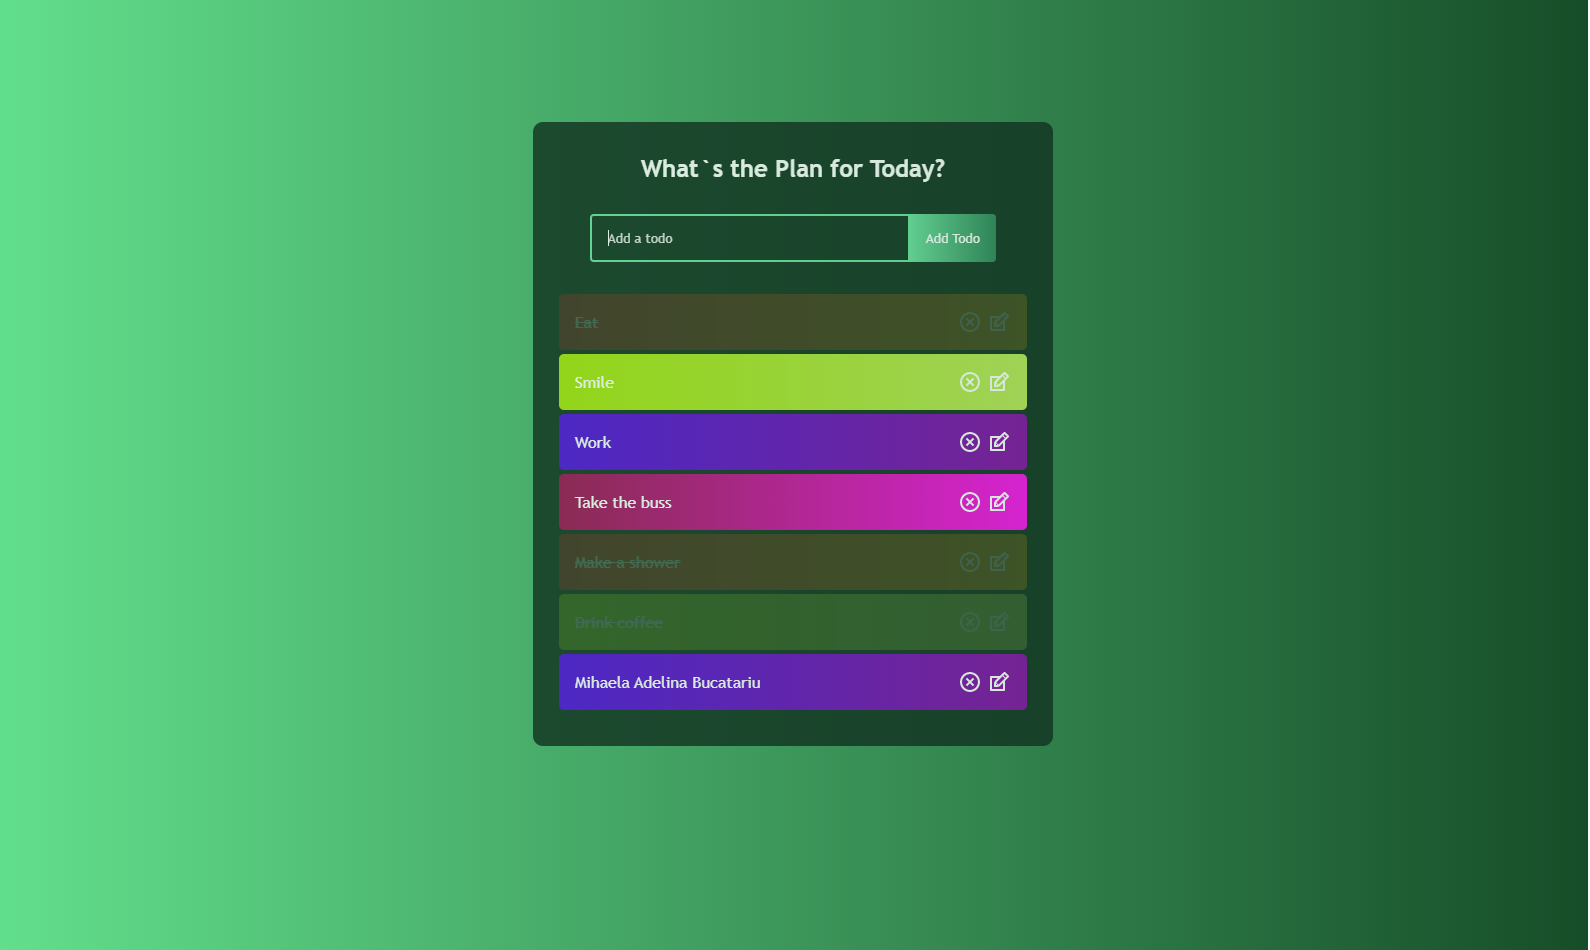 What`s the Plan for Today?
Add a todo
Add Todo
Eat
Smile
Work
Take the buss
Make a shower
Drink coffee
Mihaela Adelina Bucatariu